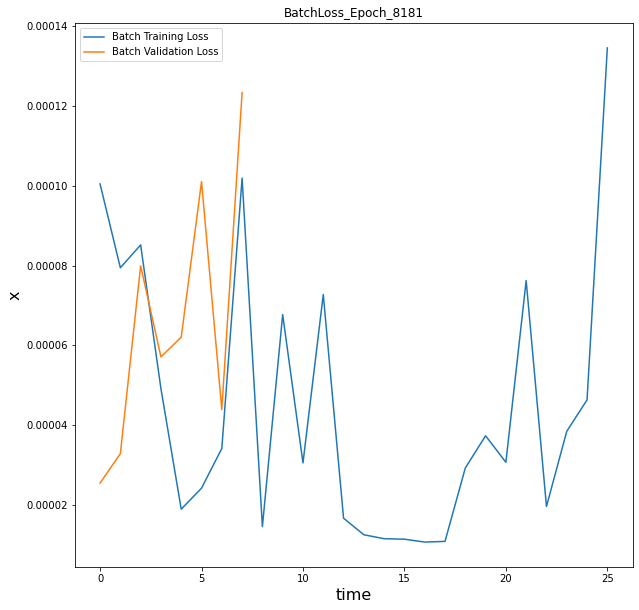 BatchLoss_Epoch_8181
Batch Training Loss
Batch Validation Loss
0.00014
0.00012
0.00010
0.00008
0.00006
0.00004
0.00002
x
0 5 10 15 20 25
time